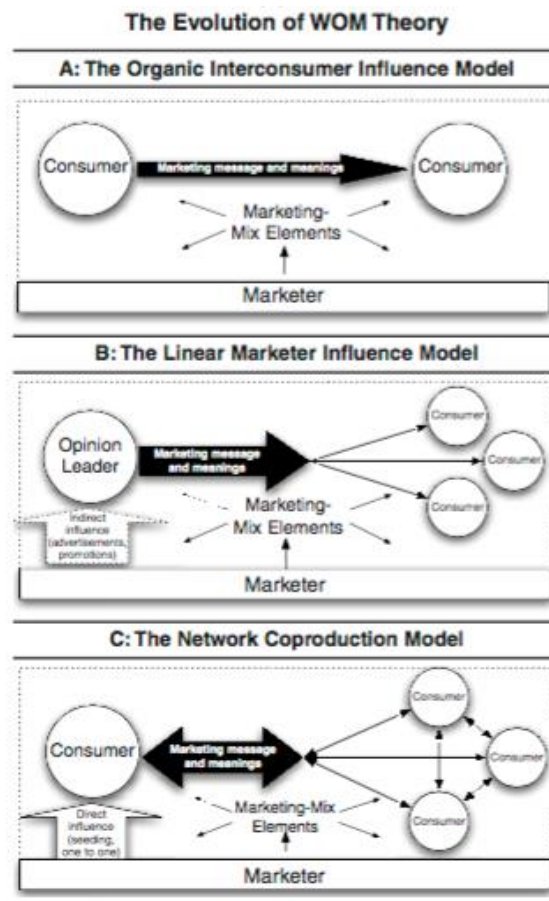 The Evolution of WOM Theory
A: The Organic Interconsumer Influence Model
Consumer
Marketing message and meanings
Consumer
Marketing-
Mix Elements
Marketer
B: The Linear Marketer Influence Model
Opinion
Leader
Marketing message
and meanings
Consumer
Consumer
Consumer
Indirect
influence
(advertisements,
promotions)
Marketing-
Mix Elements
Marketer
C: The Network Coproduction Model
Consumer
Marketing message
and meanings
Consumer
Consumer
Consumer
Direct
influence
(seeding,
one to one)
Marketing-Mix
Elements
Marketer